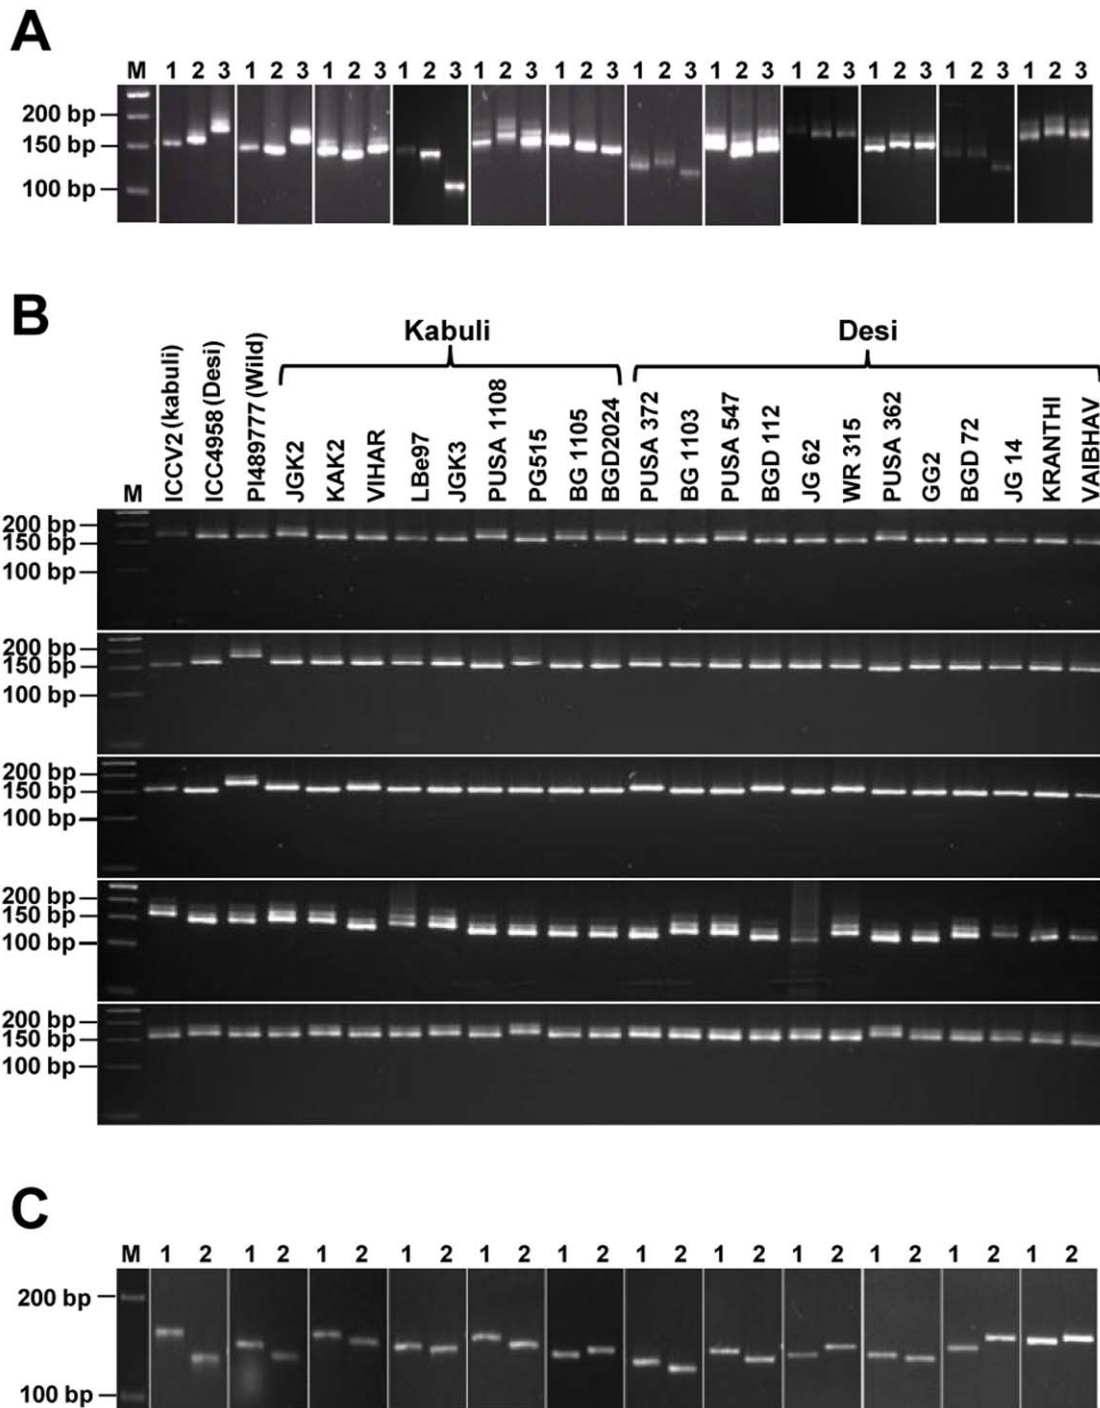 A
M 1 2 3 1 2 3 1 2 3 1 2 3 1 2 3 1 2 3 1 2 3 1 2 3 1 2 3 1 2 3 1 2 3 1 2 3
200 bp
150 bp
100 bp
B
Kabuli Desi
M ICCV2 (kabuli) ICC4958 (Desi) PI489777 (Wild) JGK2 KAK2 VIHAR LBe97 JGK3 PUSA 1108 PG515 BG 1105 BGD2024 PUSA 372 BG 1103 PUSA 547 BGD 112 JG 62 WR 315 PUSA 362 GG2 BGD 72 JG 14 KRANTHI VAIBHAV
200 bp
150 bp
100 bp
200 bp
150 bp
100 bp
200 bp
150 bp
100 bp
200 bp
150 bp
100 bp
200 bp
150 bp
100 bp
C
M 1 2 1 2 1 2 1 2 1 2 1 2 1 2 1 2 1 2 1 2 1 2 1 2
200 bp
100 bp